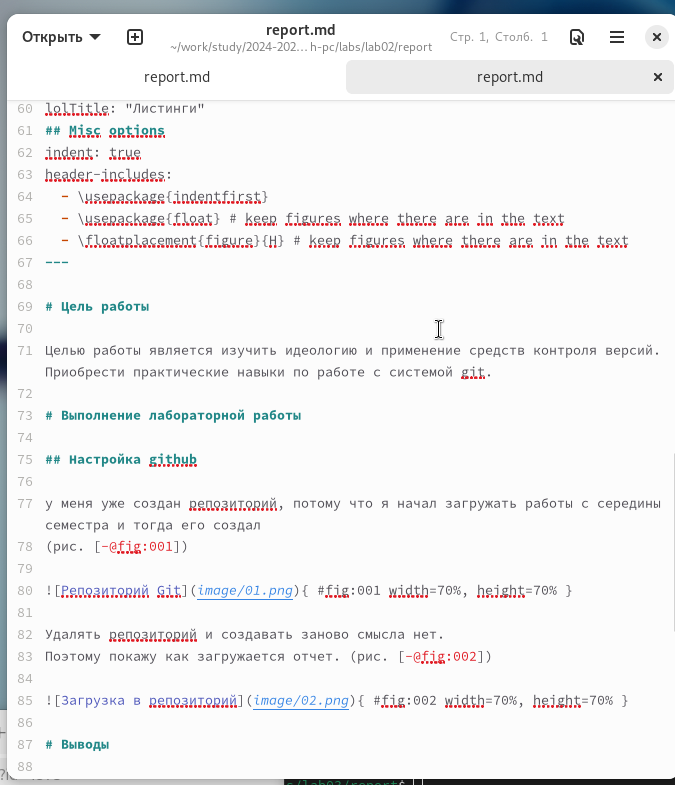 Открыть
report.md
~/work/study/2024-202… h-pc/labs/lab02/report
Стр. 1, Столб. 1
report.md
report.md
60 lolTitle: "Листинги"
61 ## Misc options
62 indent: true
63 header-includes:
64   - \usepackage{indentfirst}
65   - \usepackage{float} # keep figures where there are in the text
66   - \floatplacement{figure}{H} # keep figures where there are in the text
67 ---
68
69 # Цель работы
70
71 Целью работы является изучить идеологию и применение средств контроля версий.
Приобрести практические навыки по работе с системой git.
72
73 # Выполнение лабораторной работы
74
75 ## Настройка github
76
77 у меня уже создан репозиторий, потому что я начал загружать работы с середины
семестра и тогда его создал
78 (рис. [-@fig:001])
79
80 ![Репозиторий Git](image/01.png){ #fig:001 width=70%, height=70% }
81
82 Удалять репозиторий и создавать заново смысла нет.
83 Поэтому покажу как загружается отчет. (рис. [-@fig:002])
84
85 ![Загрузка в репозиторий](image/02.png){ #fig:002 width=70%, height=70% }
86
87 # Выводы
88